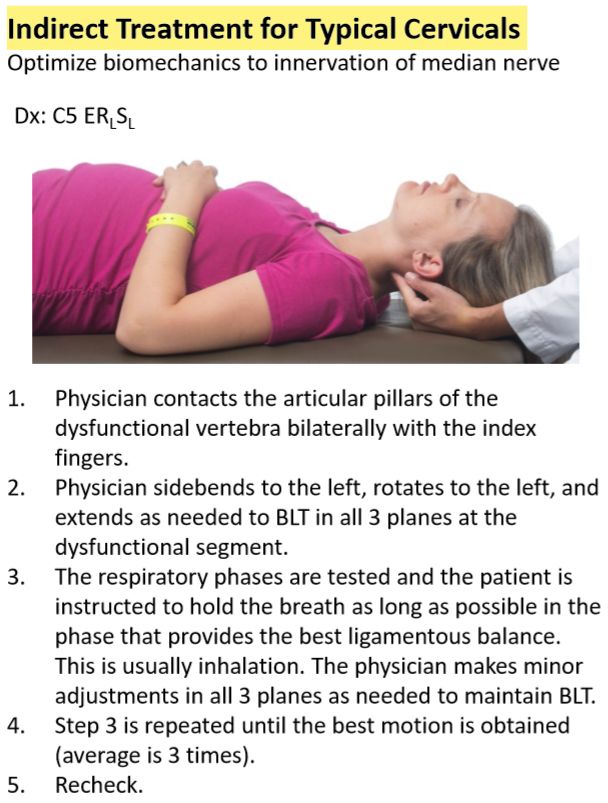 Indirect Treatment for Typical Cervicals
Optimize biomechanics to innervation of median nerve
Dx: C5 ERLSL
1. Physician contacts the articular pillars of the
dysfunctional vertebra bilaterally with the index
fingers.
2. Physician sidebends to the left, rotates to the left, and
extends as needed to BLT in all 3 planes at the
dysfunctional segment.
3. The respiratory phases are tested and the patient is
instructed to hold the breath as long as possible in the
phase that provides the best ligamentous balance.
This is usually inhalation. The physician makes minor
adjustments in all 3 planes as needed to maintain BLT.
4. Step 3 is repeated until the best motion is obtained
(average is 3 times).
5. Recheck.